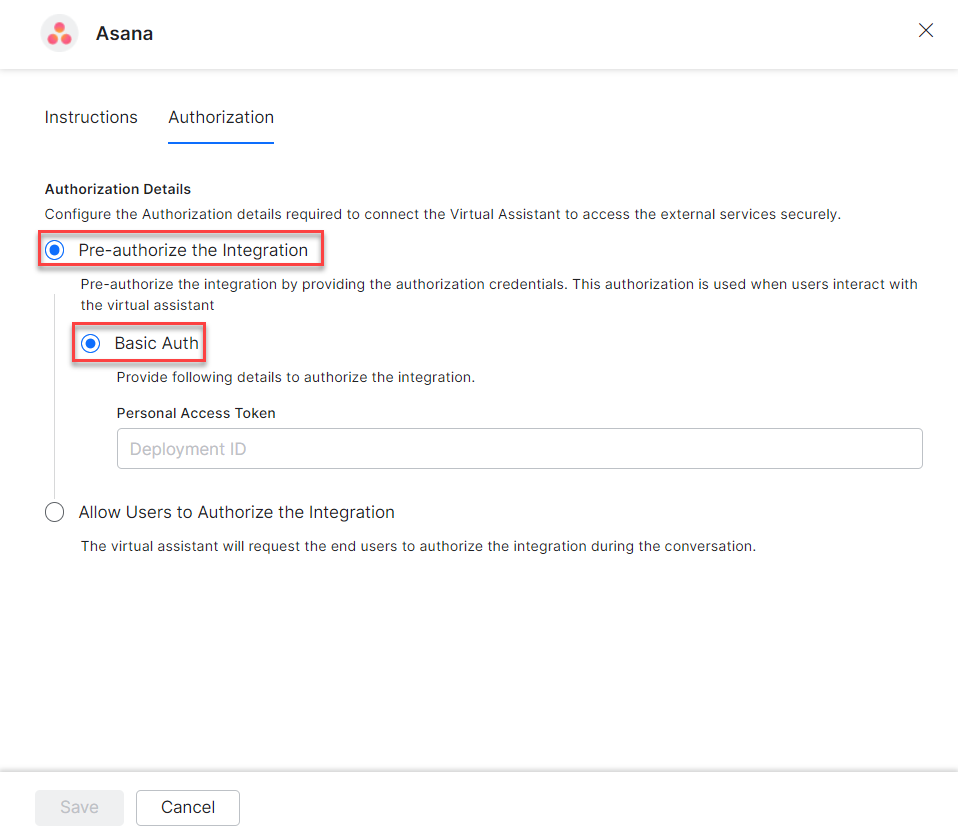 Asana
Instructions
Authorization
Authorization Details
Configure the Authorization details required to connect the Virtual Assistant to access the external services securely.
Pre-authorize the Integration
Pre-authorize the integration by providing the authorization credentials. This authorization is used when users interact with
the virtual assistant
Basic Auth
Provide following details to authorize the integration.
Personal Access Token
Deployment ID
Allow Users to Authorize the Integration
The virtual assistant will request the end users to authorize the integration during the conversation.
Save
Cancel